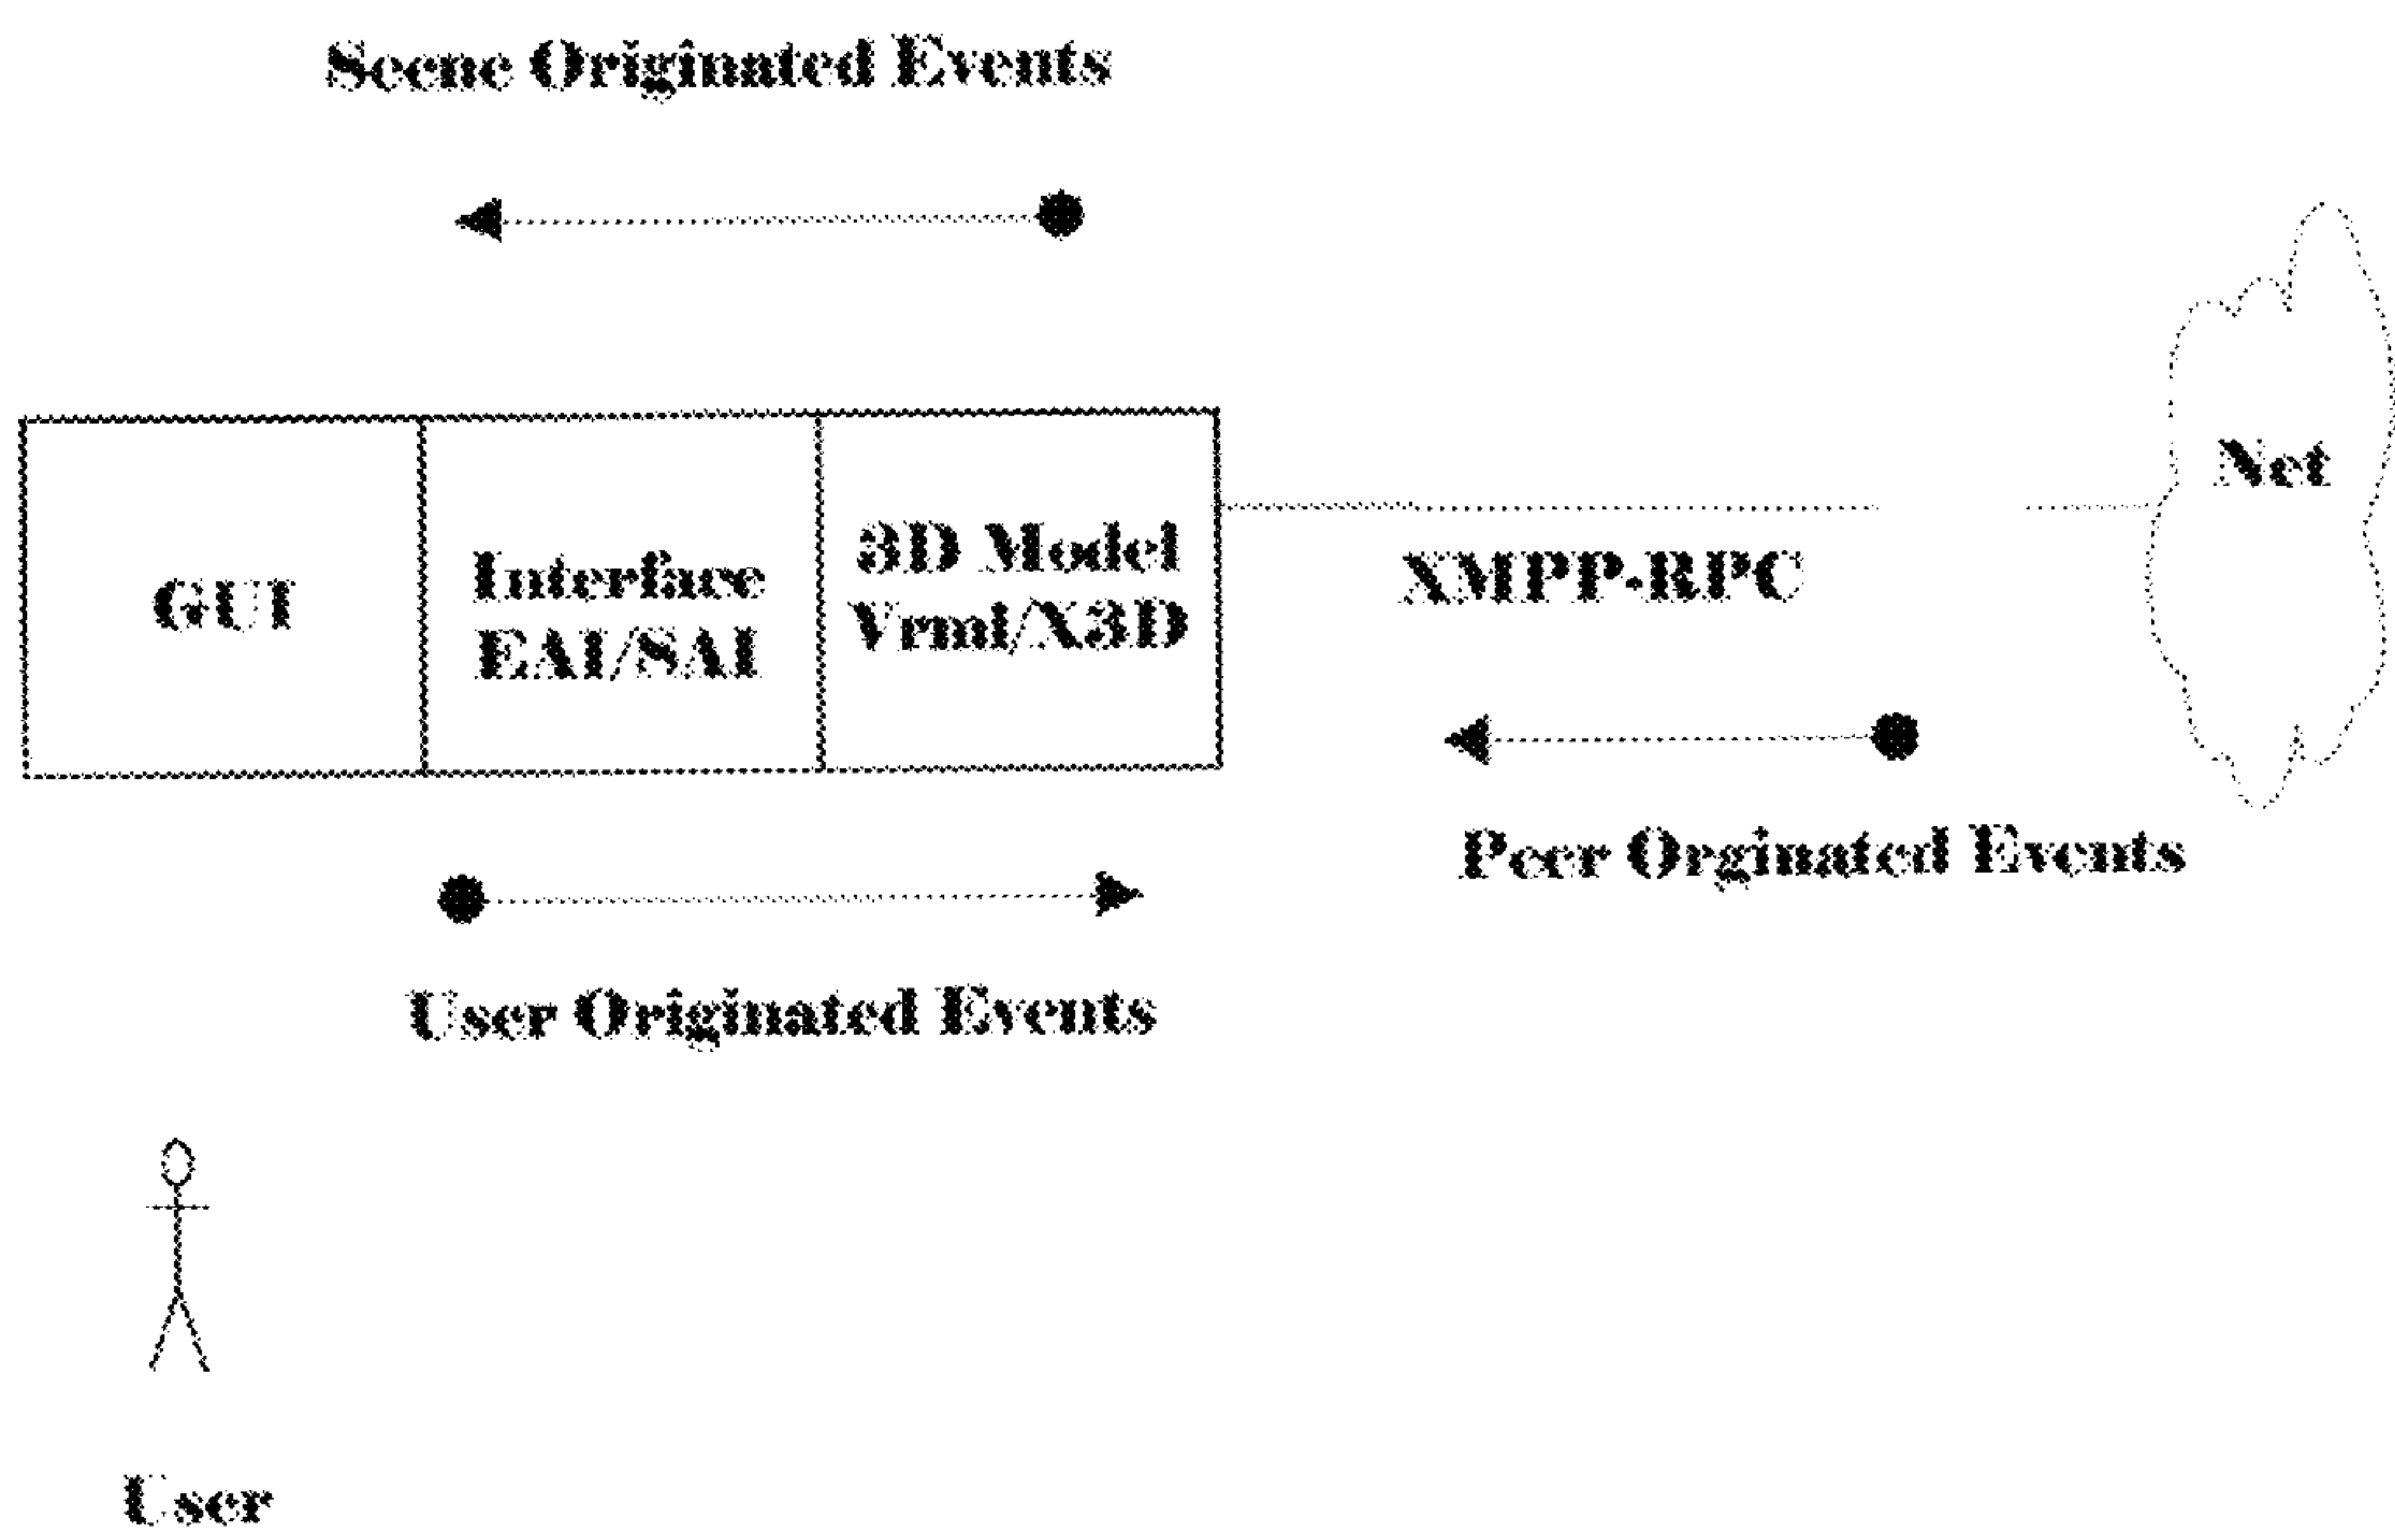 Scene Originated Events
Net
GUI
Interface
EAI/SAI
3D Model
Vrml/X3D
XMPP-RPC
Peer Orginated Events
User Originated Events
User